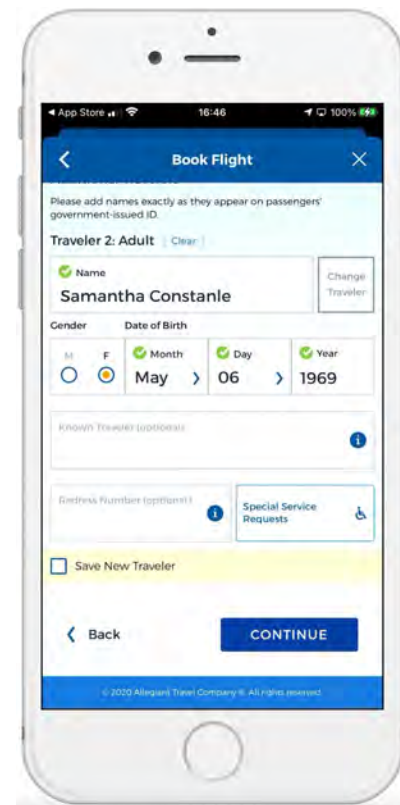 App Store 16:46 100%
Book Flight
Please add names exactly as they appear on passengers'
government-issued ID.
Traveler 2: Adult | Clear |
Name
Samantha Constanle
Change
Traveler
Gender Date of Birth
M F Month Day Year
May 06 1969
Known Traveler (optional)
Redress Number (optional)
Special Service
Requests
Save New Traveler
Back CONTINUE
© 2020 Allegiant Travel Company ®. All rights reserved.